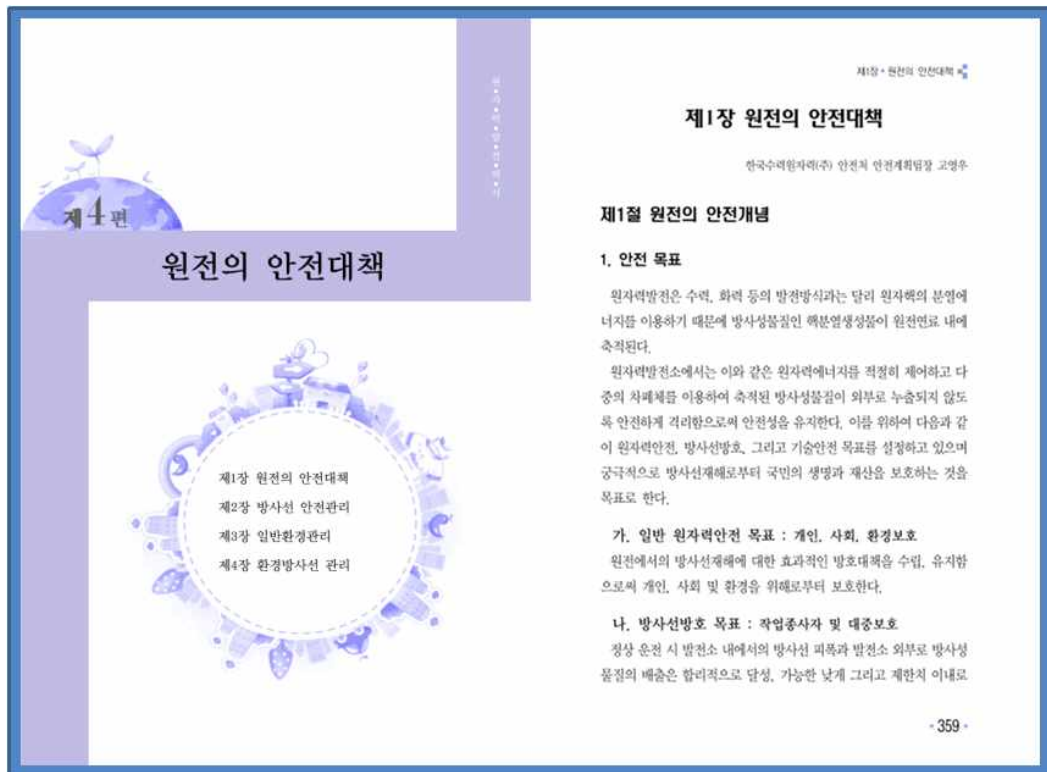 제4편
원전의 안전대책
제1장 원전의 안전대책
제2장 방사선 안전관리
제3장 일반환경관리
제4장 환경방사선 관리
제1장 • 원전의 안전대책
제1장 원전의 안전대책
한국수력원자력(주) 안전처 안전계획팀장 고영우
제1절 원전의 안전개념
1. 안전 목표
원자력발전은 수력, 화력 등의 발전방식과는 달리 원자핵의 분열에
너지를 이용하기 때문에 방사성물질인 핵분열생성물이 원전연료 내에
축적된다.
원자력발전소에서는 이와 같은 원자력에너지를 적절히 제어하고 다
중의 차폐체를 이용하여 축적된 방사성물질이 외부로 누출되지 않도
록 안전하게 격리함으로써 안전성을 유지한다. 이를 위하여 다음과 같
이 원자력안전, 방사선방호, 그리고 기술안전 목표를 설정하고 있으며
궁극적으로 방사선재해로부터 국민의 생명과 재산을 보호하는 것을
목표로 한다.
가. 일반 원자력안전 목표 : 개인, 사회, 환경보호
원전에서의 방사선재해에 대한 효과적인 방호대책을 수립, 유지함
으로써 개인, 사회 및 환경을 위해로부터 보호한다.
나. 방사선방호 목표 : 작업종사자 및 대중보호
정상 운전 시 발전소 내에서의 방사선 피폭과 발전소 외부로 방사성
물질의 배출은 합리적으로 달성, 가능한 낮게 그리고 제한치 이내로
• 359 •